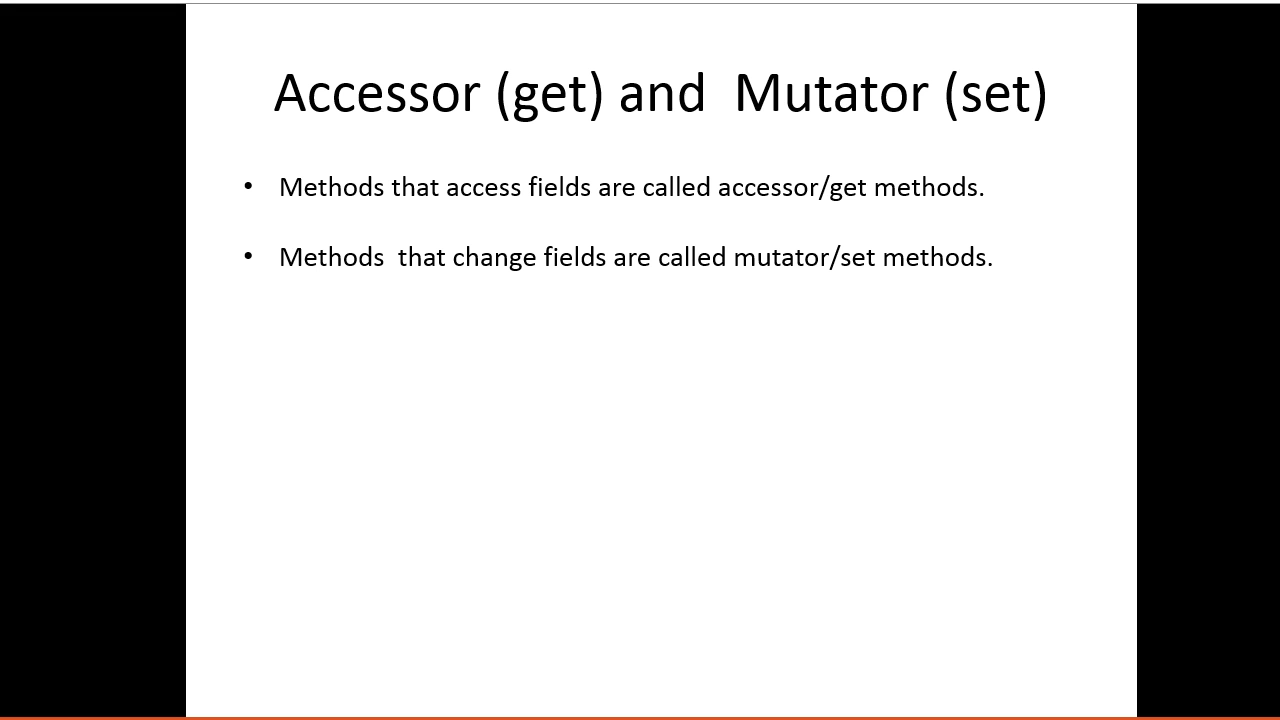 Accessor (get) and  Mutator (set)
• Methods that access fields are called accessor/get methods.
• Methods  that change fields are called mutator/set methods.